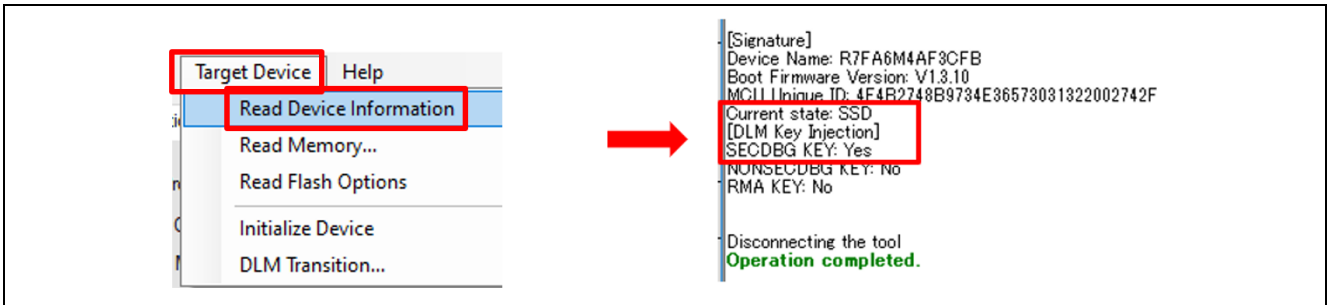 Target Device Help
Read Device Information
Read Memory...
Read Flash Options
Initialize Device
DLM Transition...
[Signature]
Device Name: R7FA6M4AF3CFB
Boot Firmware Version: V1.3.10
MCU Unique ID: 4F4B2748B9734E36573031322002742F
Current state: SSD
[DLM Key Injection]
SECDBG KEY: Yes
NONSECDBG KEY: No
RMA KEY: No
Disconnecting the tool
Operation completed.